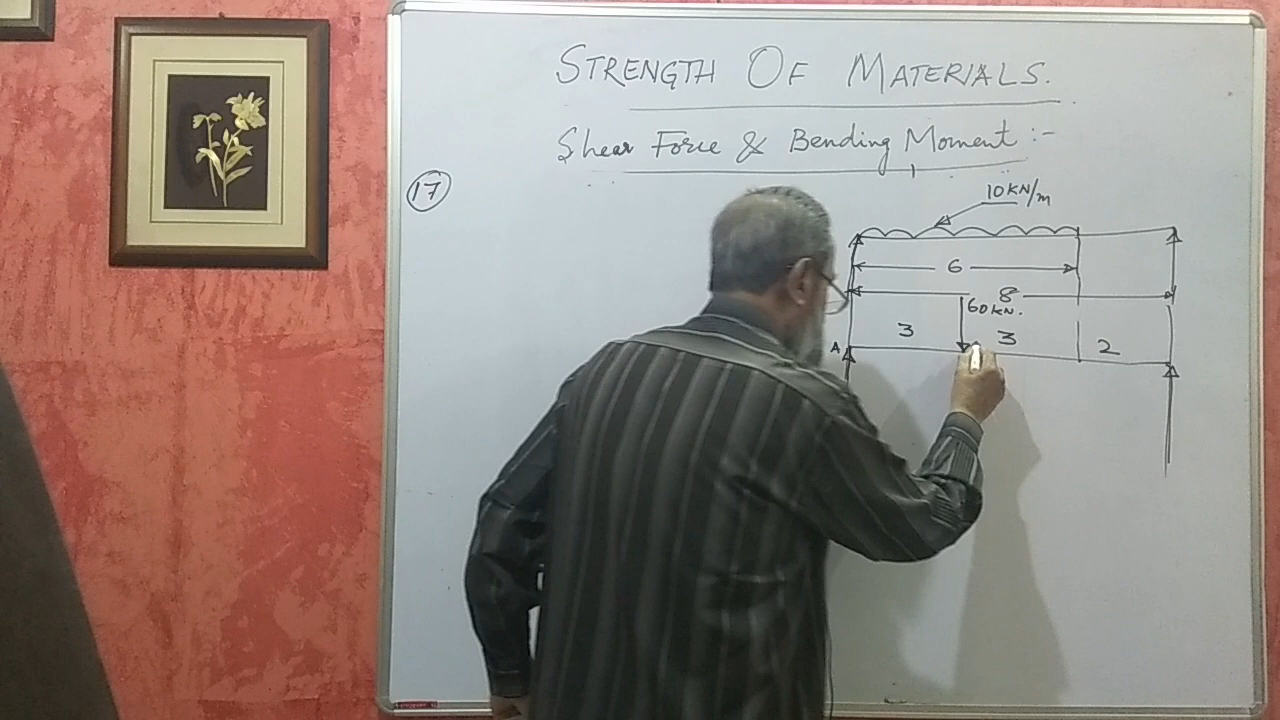 STRENGTH OF MATERIALS.
Shear Force & Bending Moment :-
17
10KN/m
6
8
60KN.
3 3 2
A